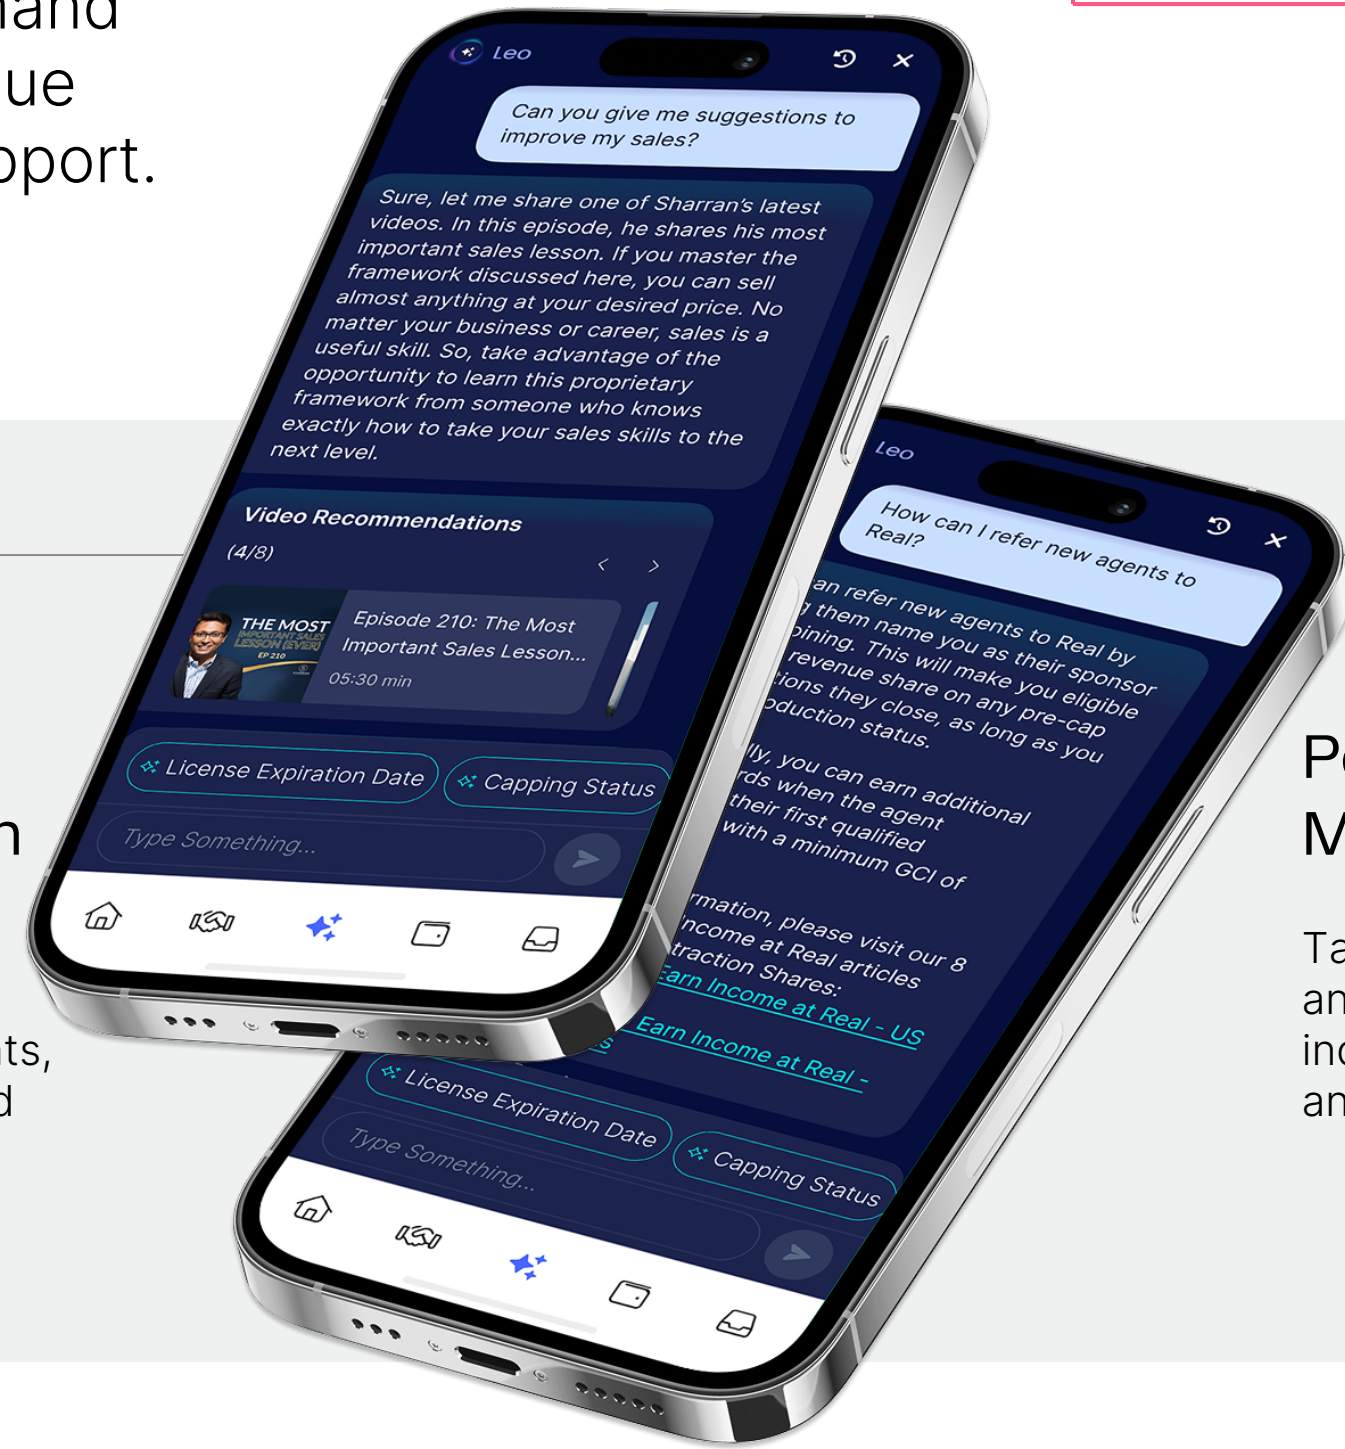 and
ue
pport.
Leo
Can you give me suggestions to
improve my sales?
Sure, let me share one of Sharran's latest
videos. In this episode, he shares his most
important sales lesson. If you master the
framework discussed here, you can sell
almost anything at your desired price. No
matter your business or career, sales is a
useful skill. So, take advantage of the
opportunity to learn this proprietary
framework from someone who knows
exactly how to take your sales skills to the
next level.
Video Recommendations
(4/8)
THE MOST
IMPORTANT SALES
LESSON (EVER)
EP 210
Episode 210: The Most
Important Sales Lesson...
05:30 min
License Expiration Date
Capping Status
Type Something...
Leo
How can I refer new agents to
Real?
an refer new agents to Real by
them name you as their sponsor
ining. This will make you eligible
revenue share on any pre-cap
tions they close, as long as you
oduction status.
lly, you can earn additional
rds when the agent
their first qualified
with a minimum GCI of
rmation, please visit our 8
ncome at Real articles
traction Shares:
Earn Income at Real - US
Earn Income at Real -
s
License Expiration Date
Capping Status
Type Something...
n
ts,
d
P
M
Ta
an
inc
an